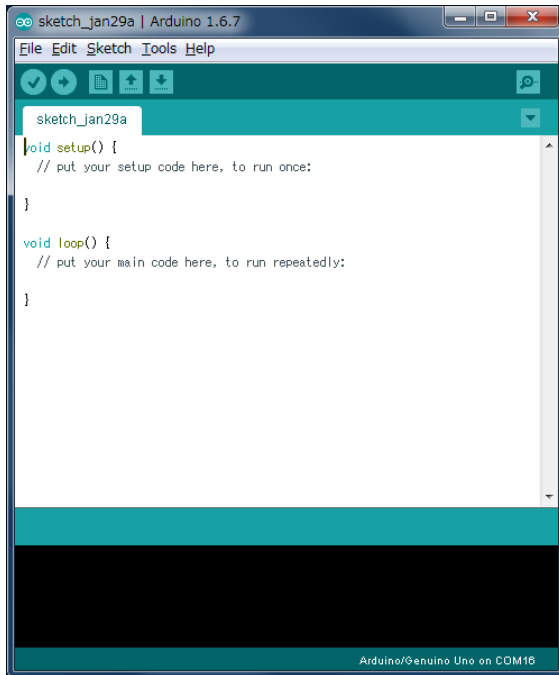 sketch_jan29a | Arduino 1.6.7
File Edit Sketch Tools Help
sketch_jan29a
void setup() {
  // put your setup code here, to run once:
}
void loop() {
  // put your main code here, to run repeatedly:
}
Arduino/Genuino Uno on COM16